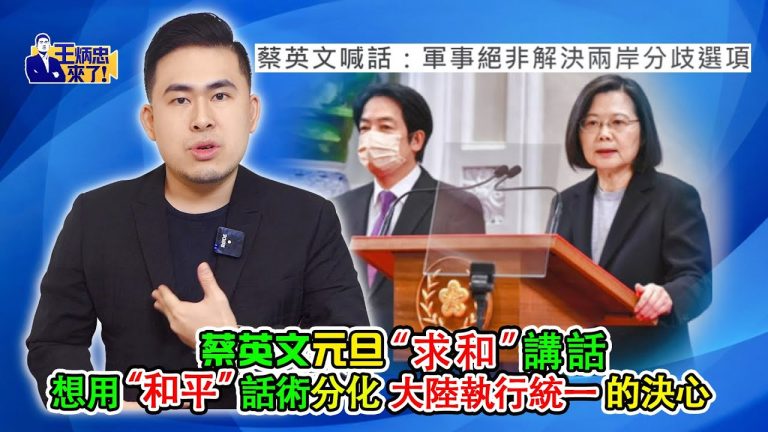 王炳忠
來了!
蔡英文喊話：軍事絕非解決兩岸分歧選項
蔡英文元旦“求和”講話
想用“和平”話術分化 大陸執行統一 的決心